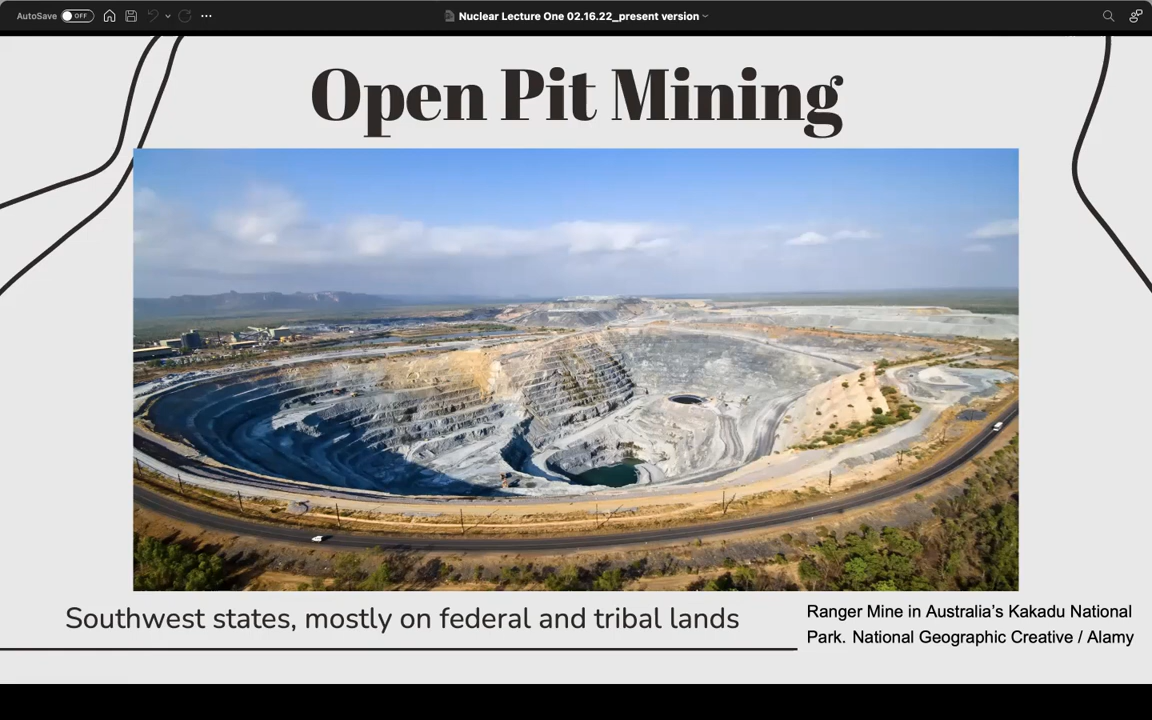 AutoSave OFF
Nuclear Lecture One 02.16.22_present version
Open Pit Mining
Southwest states, mostly on federal and tribal lands
Ranger Mine in Australia's Kakadu National
Park. National Geographic Creative / Alamy